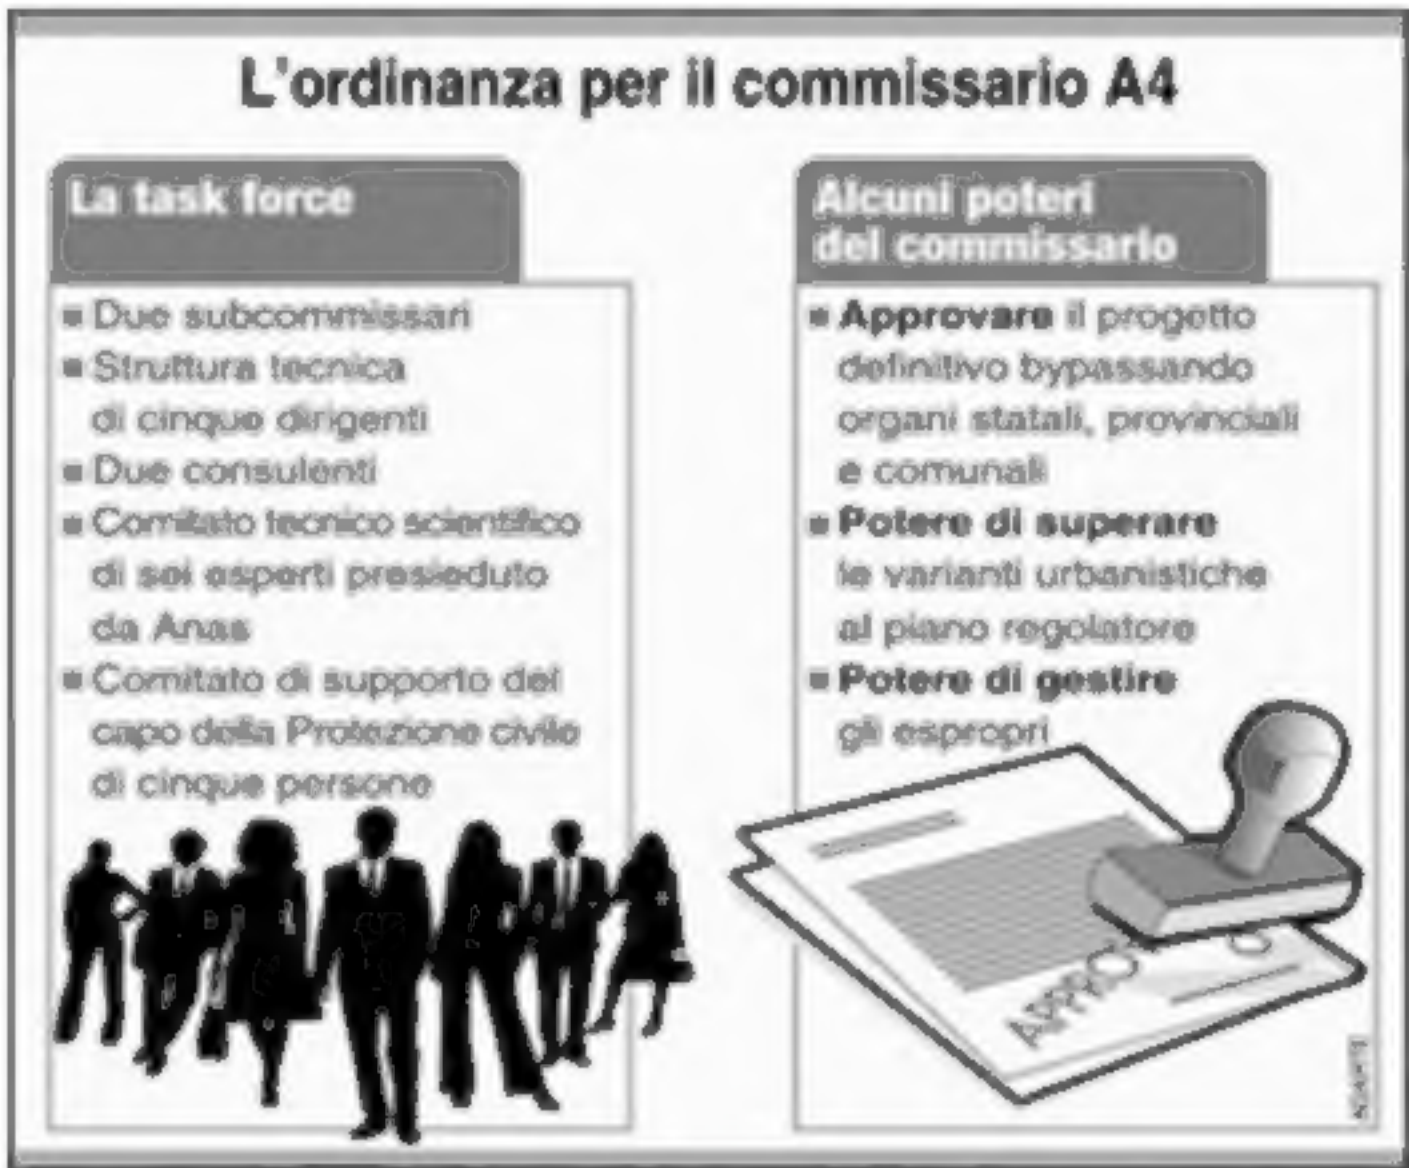 L'ordinanza per il commissario A4
La task force
■ Due subcommissari
■ Struttura tecnica
di cinque dirigenti
■ Due consulenti
■ Comitato tecnico scientifico
di sei esperti presieduto
da Anas
■ Comitato di supporto del
capo della Protezione civile
di cinque persone
Alcuni poteri
del commissario
■ Approvare il progetto
definitivo bypassando
organi statali, provinciali
e comunali
■ Potere di superare
le varianti urbanistiche
al piano regolatore
■ Potere di gestire
gli espropri